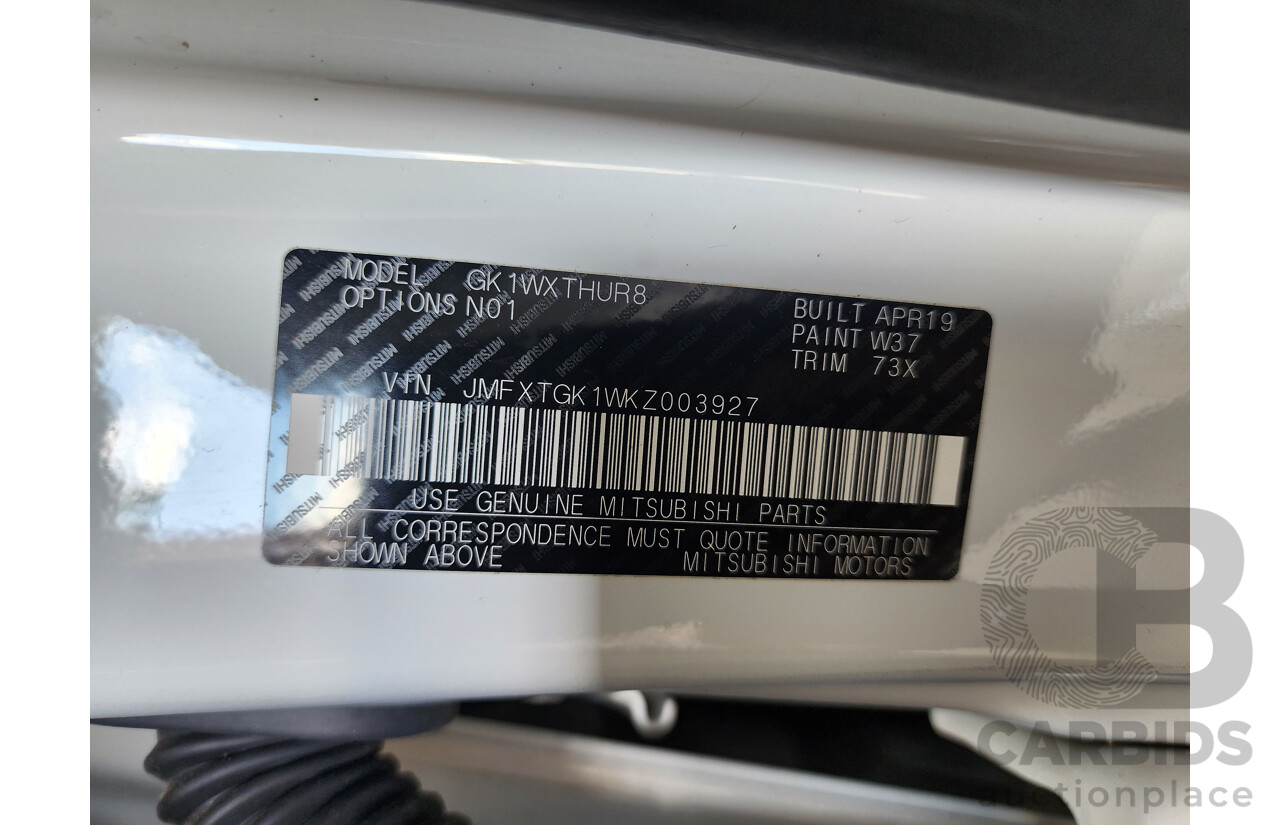 MODEL GK1WXTHUR8
OPTIONS N01
BUILT APR19
PAINT W37
TRIM 73X
VIN JMFXTGK1WKZ003927
USE GENUINE MITSUBISHI PARTS
ALL CORRESPONDENCE MUST QUOTE INFORMATION
SHOWN ABOVE MITSUBISHI MOTORS
CB
CARBIDS
auctionplace